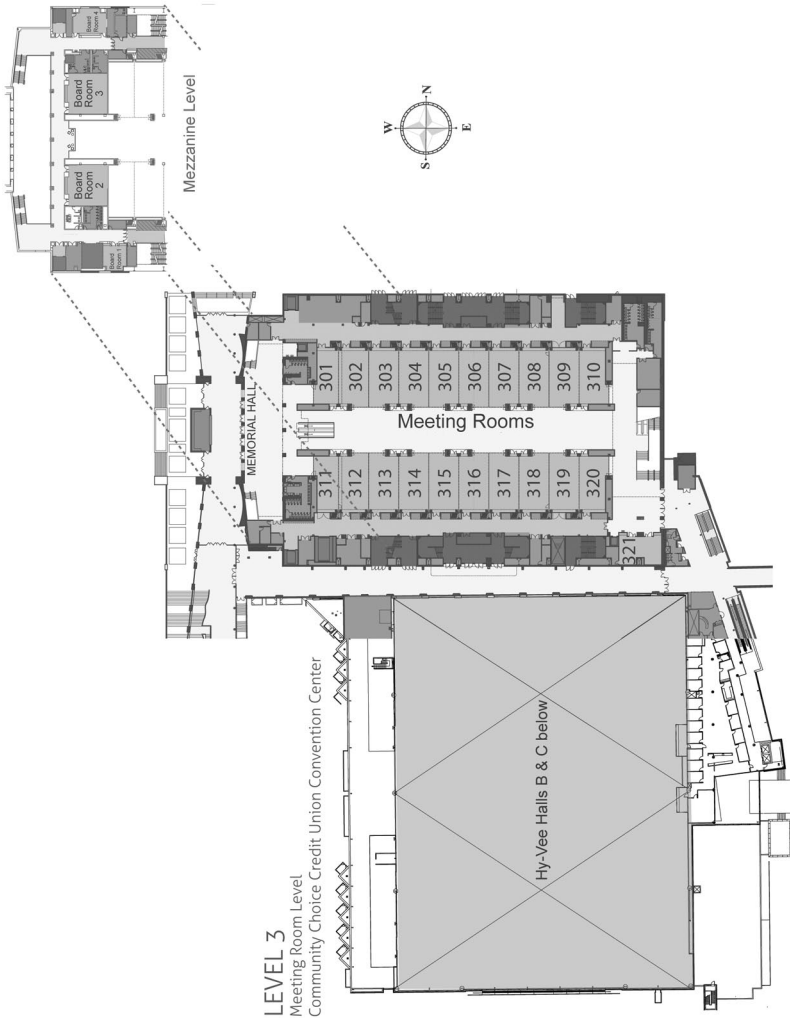 Board
Room 4
Board
Room
3
Board
Room
2
Board
Room 1
Mezzanine Level
N
W
E
S
301
302
303
304
305
306
307
308
309
310
MEMORIAL HALL
Meeting Rooms
311
312
313
314
315
316
317
318
319
320
321
Hy-Vee Halls B & C below
LEVEL 3
Meeting Room Level
Community Choice Credit Union Convention Center